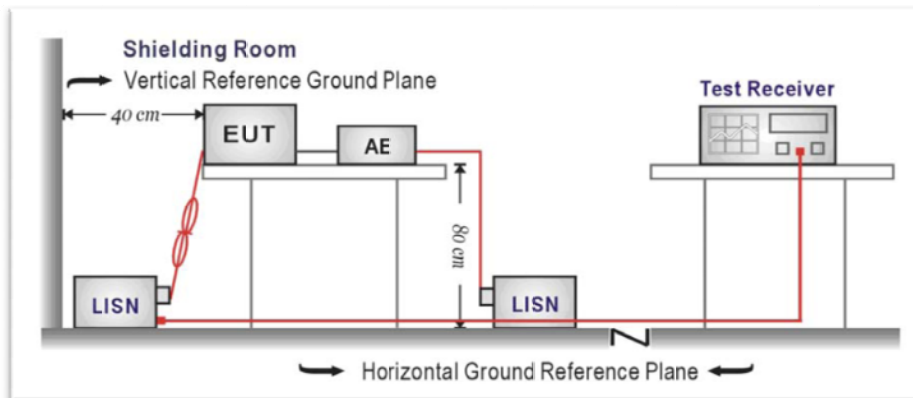 Shielding Room
Vertical Reference Ground Plane
40 cm
EUT
AE
Test Receiver
80 cm
LISN
LISN
Horizontal Ground Reference Plane